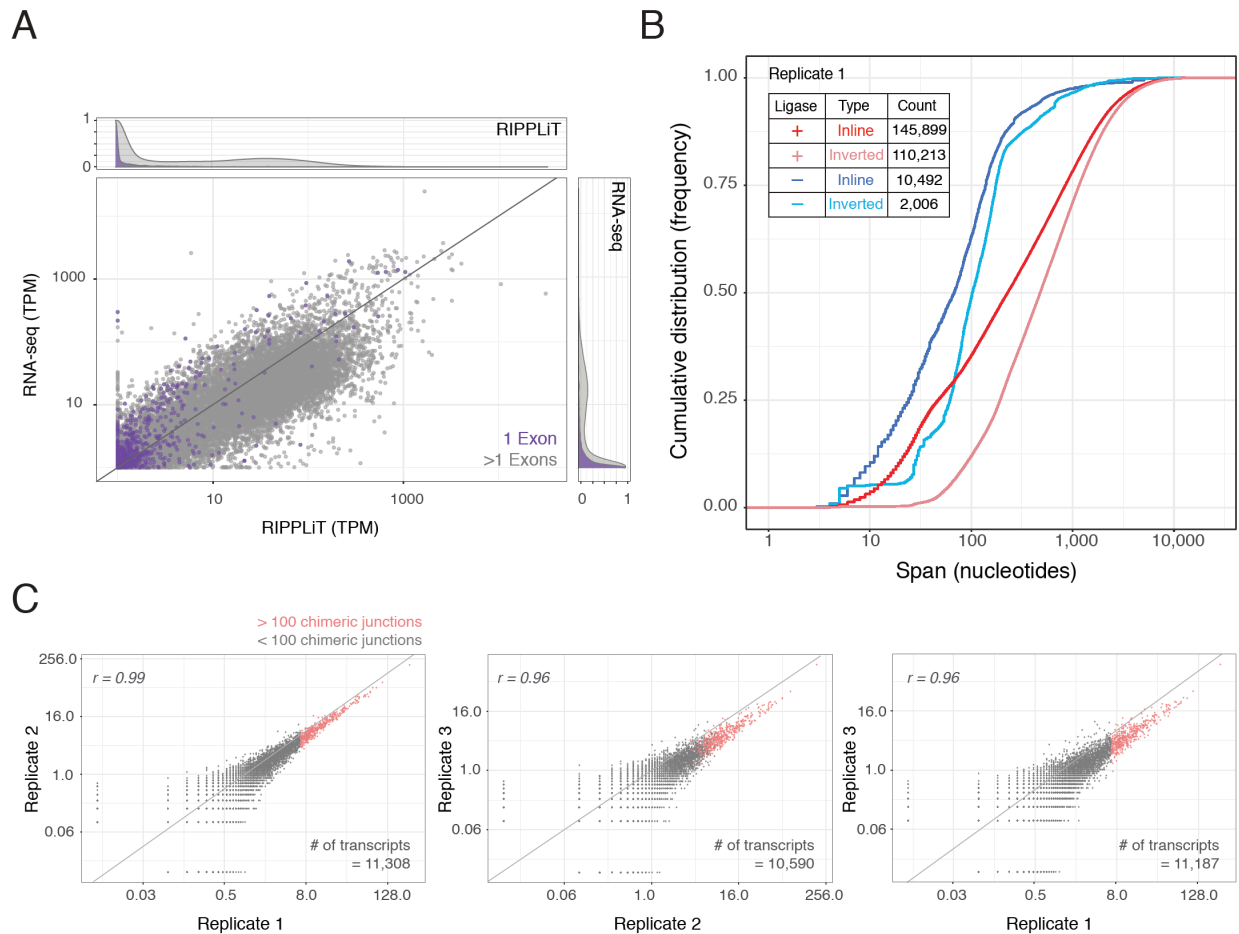 A
B
1
0
RIPPLiT
RNA-seq
0
1
RNA-seq (TPM)
1000
10
1 Exon
>1 Exons
10
1000
RIPPLiT (TPM)
Cumulative distribution (frequency)
1.00
0.75
0.50
0.25
0.00
Replicate 1
Ligase Type Count
+ Inline 145,899
+ Inverted 110,213
− Inline 10,492
− Inverted 2,006
1 10 100 1,000 10,000
Span (nucleotides)
C
> 100 chimeric junctions
< 100 chimeric junctions
Replicate 2
256.0
16.0
1.0
0.06
r = 0.99
# of transcripts
= 11,308
0.03 0.5 8.0 128.0
Replicate 1
Replicate 3
16.0
1.0
0.06
r = 0.96
# of transcripts
= 10,590
0.06 1.0 16.0 256.0
Replicate 2
Replicate 3
16.0
1.0
0.06
r = 0.96
# of transcripts
= 11,187
0.03 0.5 8.0 128.0
Replicate 1